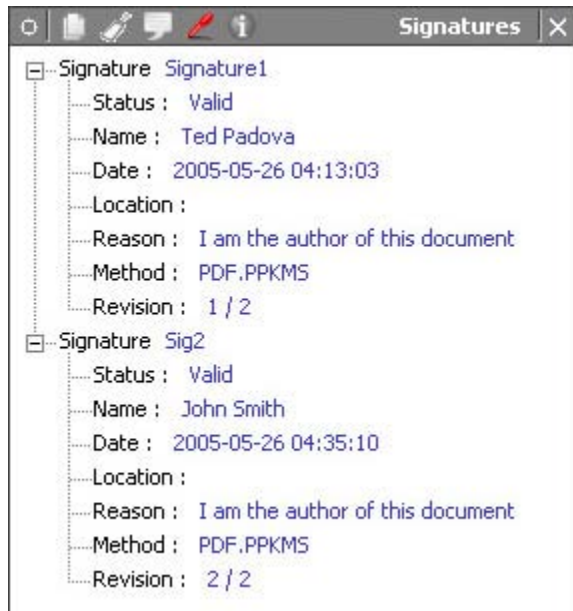 Signatures
Signature Signature1
Status : Valid
Name : Ted Padova
Date : 2005-05-26 04:13:03
Location :
Reason : I am the author of this document
Method : PDF.PPKMS
Revision : 1 / 2
Signature Sig2
Status : Valid
Name : John Smith
Date : 2005-05-26 04:35:10
Location :
Reason : I am the author of this document
Method : PDF.PPKMS
Revision : 2 / 2